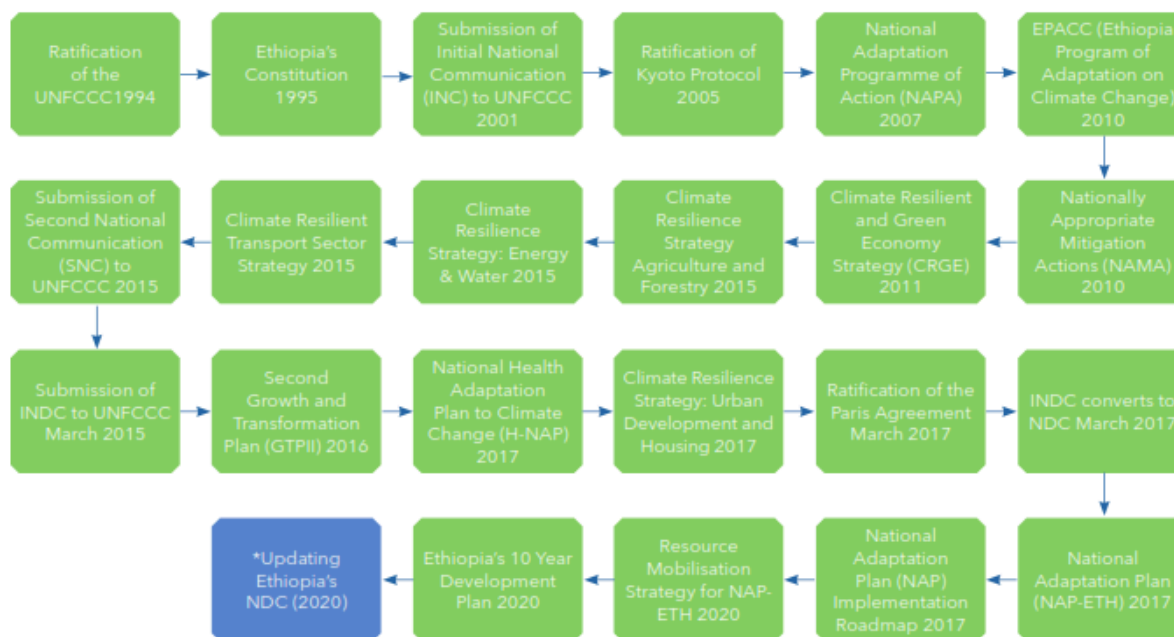 Ratification
of the
UNFCCC1994
Ethiopia's
Constitution
1995
Submission of
Initial National
Communication
(INC) to UNFCCC
2001
Ratification of
Kyoto Protocol
2005
National
Adaptation
Programme of
Action (NAPA)
2007
EPACC (Ethiopia
Program of
Adaptation on
Climate Change)
2010
Nationally
Appropriate
Mitigation
Actions (NAMA)
2010
Climate Resilient
and Green
Economy
Strategy (CRGE)
2011
Climate
Resilience
Strategy
Agriculture and
Forestry 2015
Climate
Resilience
Strategy: Energy
& Water 2015
Climate Resilient
Transport Sector
Strategy 2015
Submission of
Second National
Communication
(SNC) to
UNFCCC 2015
Submission of
INDC to UNFCCC
March 2015
Second
Growth and
Transformation
Plan (GTPII) 2016
National Health
Adaptation
Plan to Climate
Change (H-NAP)
2017
Climate Resilience
Strategy: Urban
Development and
Housing 2017
Ratification of the
Paris Agreement
March 2017
INDC converts to
NDC March 2017
National
Adaptation Plan
(NAP-ETH) 2017
National
Adaptation
Plan (NAP)
Implementation
Roadmap 2017
Resource
Mobilisation
Strategy for NAP-
ETH 2020
Ethiopia's 10 Year
Development
Plan 2020
*Updating
Ethiopia's
NDC (2020)